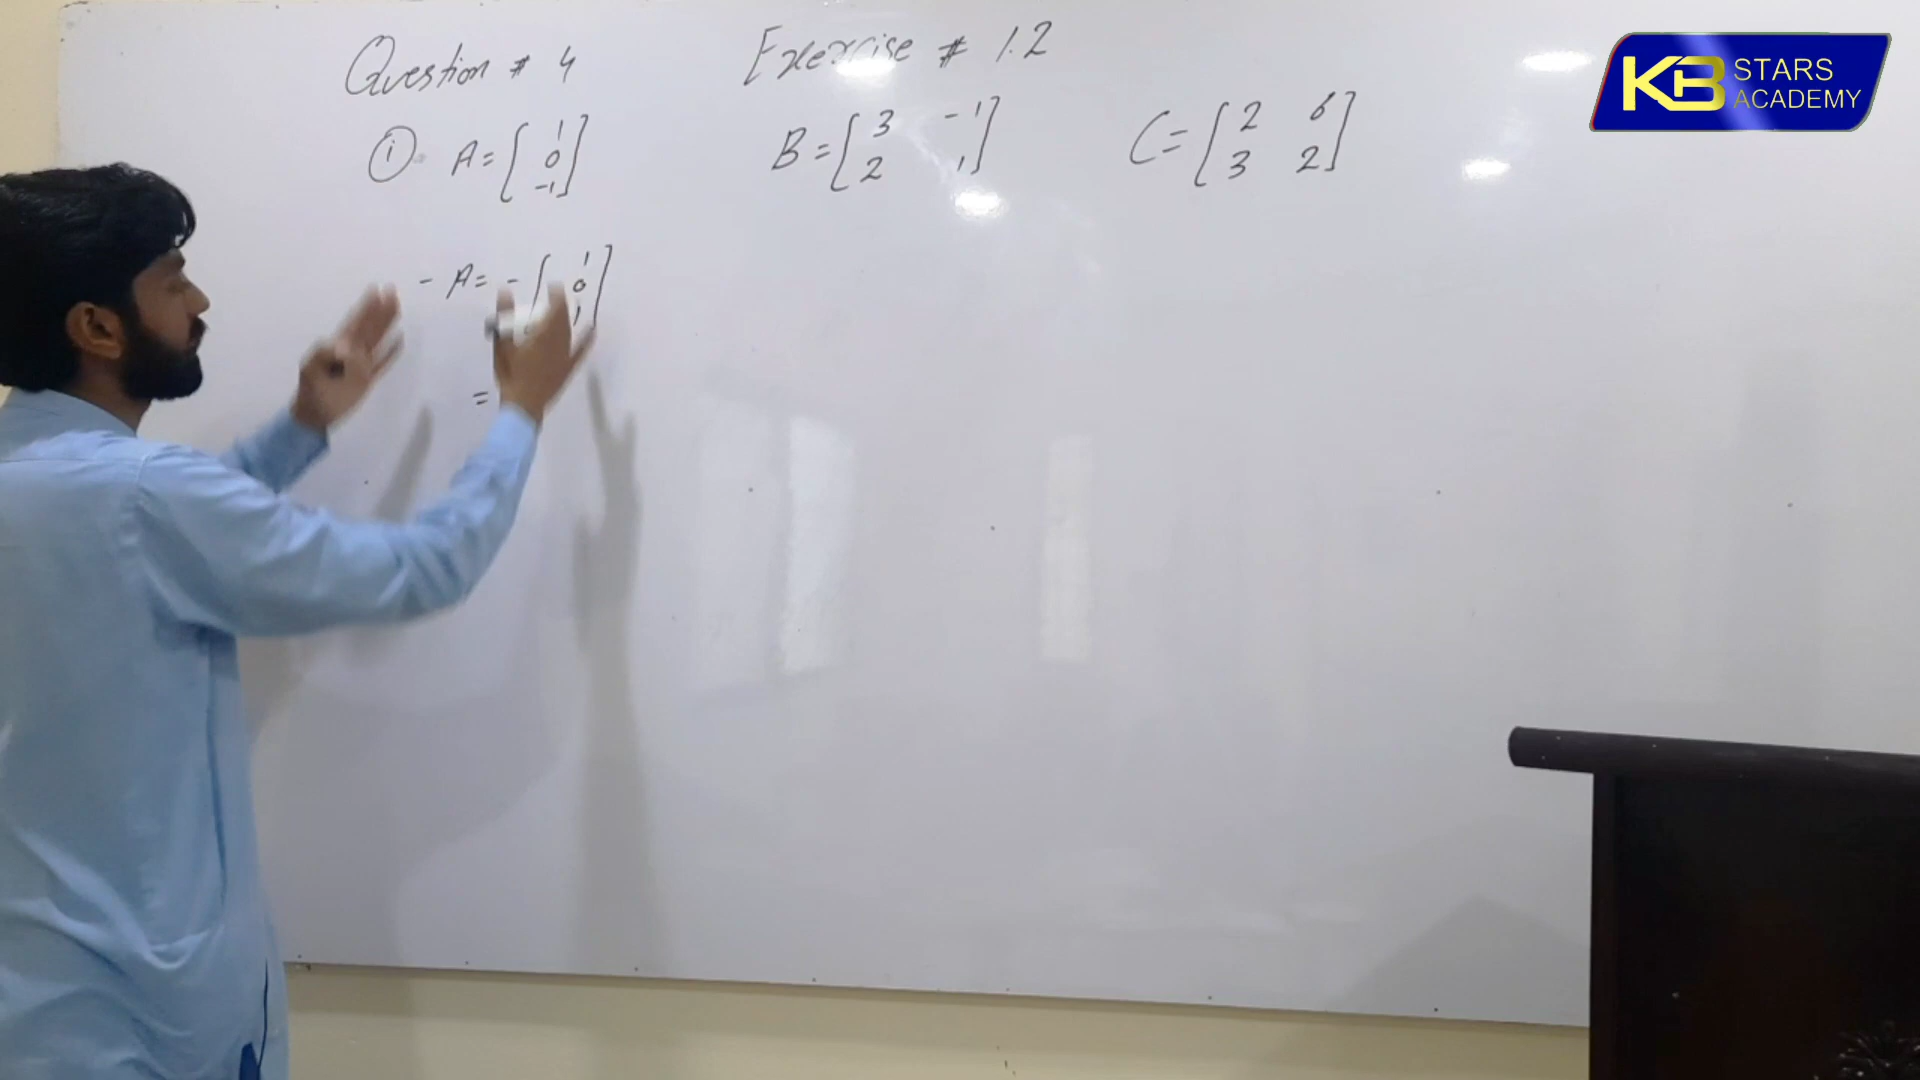 Question # 4 Exercise # 1.2
(i) A = [1 0 -1] B = [3 -1 2 1] C = [2 6 3 2]
- A = - [1 0 1]
=
KB STARS ACADEMY